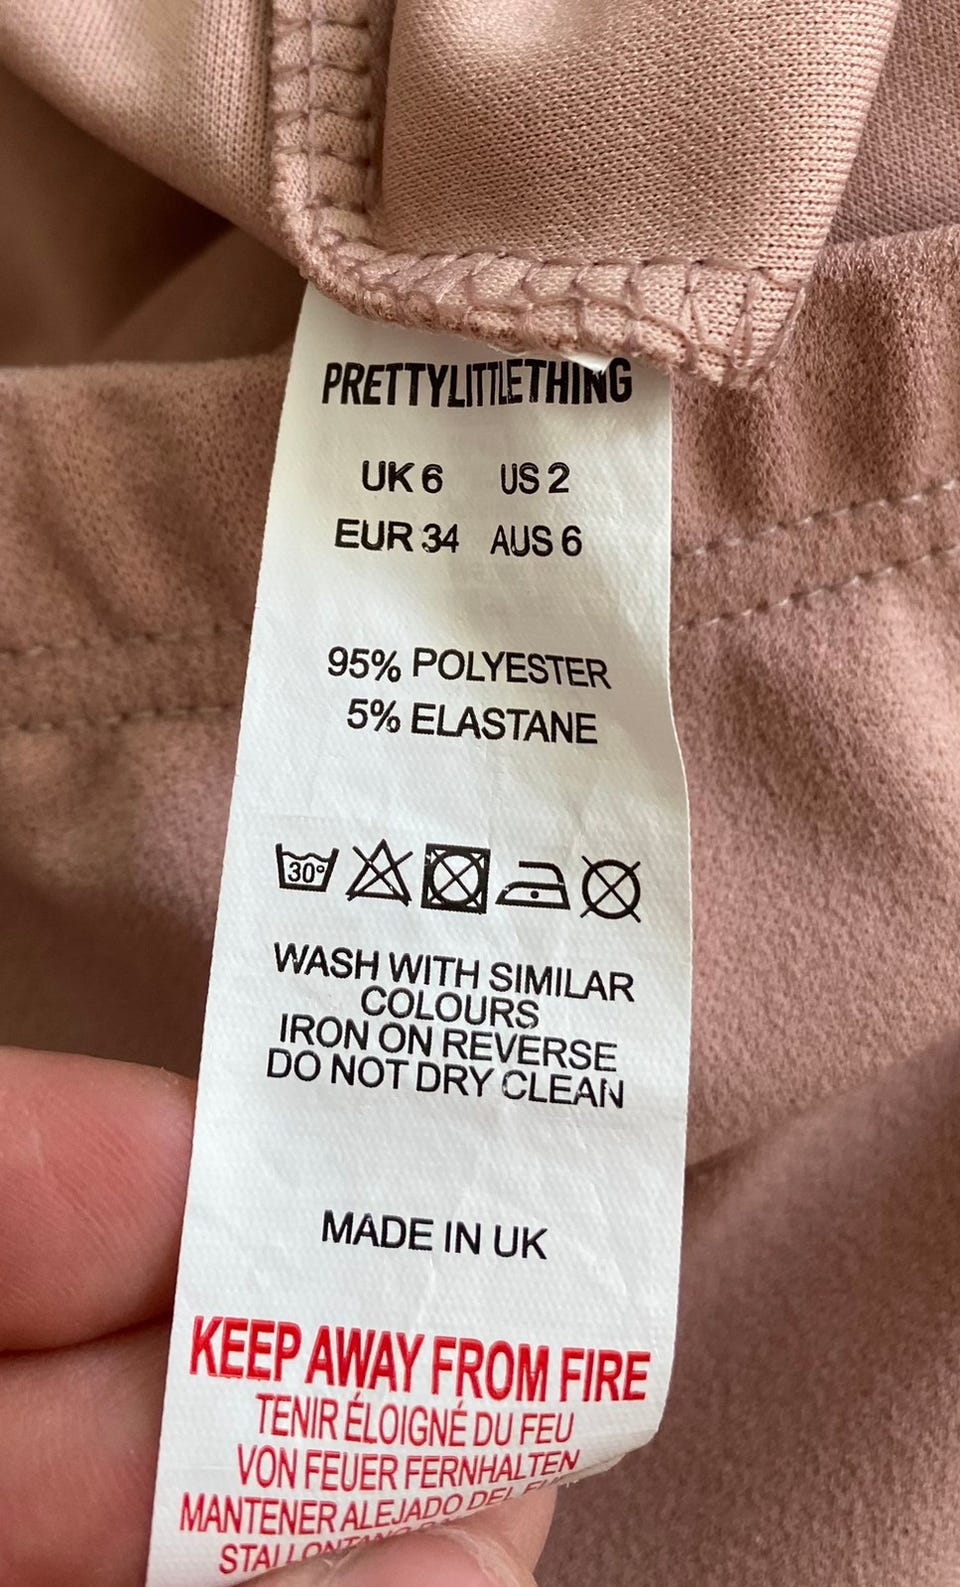 PRETTYLITTLETHING
UK 6 US 2
EUR 34 AUS 6
95% POLYESTER
5% ELASTANE
30°
WASH WITH SIMILAR
COLOURS
IRON ON REVERSE
DO NOT DRY CLEAN
MADE IN UK
KEEP AWAY FROM FIRE
TENIR ÉLOIGNÉ DU FEU
VON FEUER FERNHALTEN
MANTENER ALEJADO DEL